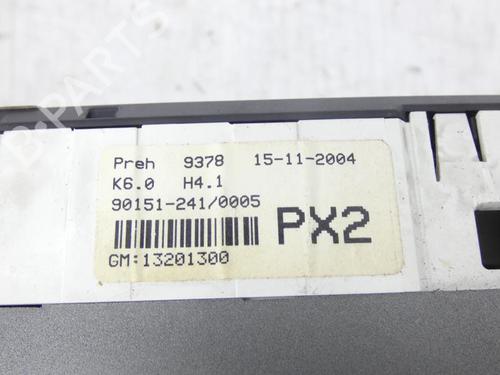 B-PARTS
Preh 9378 15-11-2004
K6.0 H4.1
90151-241/0005
PX2
GM:13201300